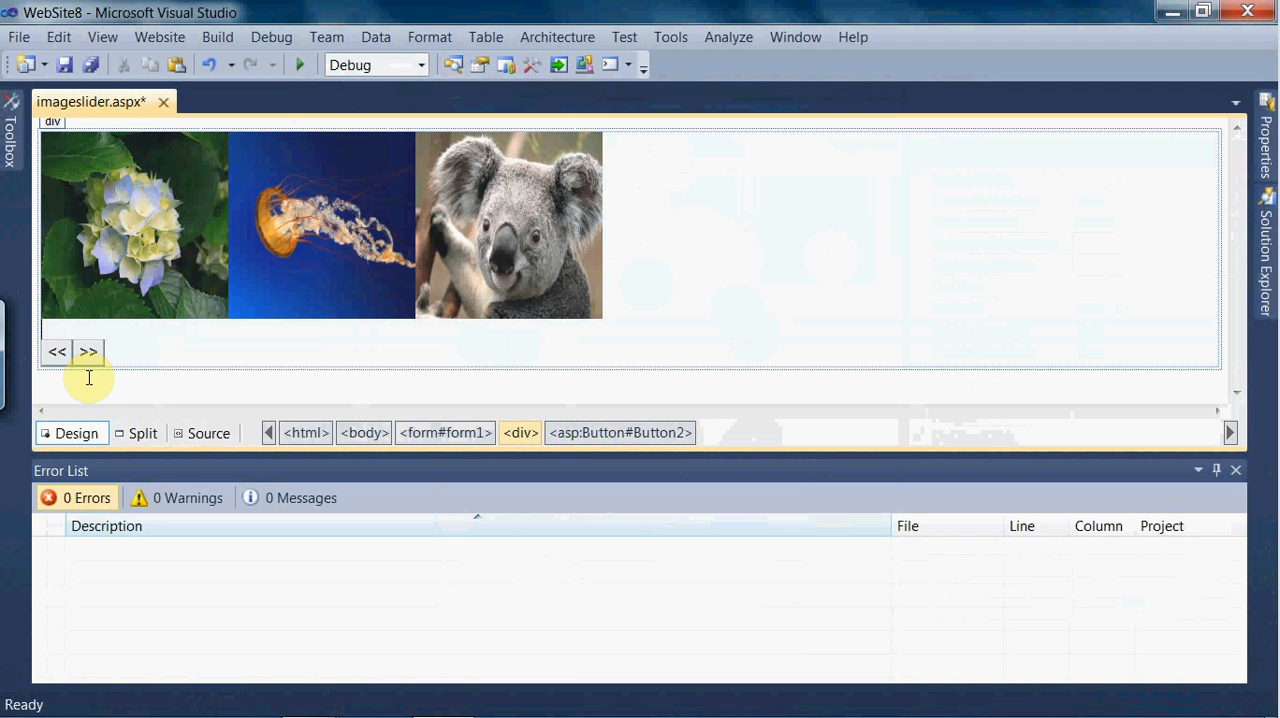 WebSite8 - Microsoft Visual Studio
File Edit View Website Build Debug Team Data Format Table Architecture Test Tools Analyze Window Help
Debug
Toolbox
imageslider.aspx*
Properties
Solution Explorer
div
<< >>
Design Split Source <html> <body> <form#form1> <div> <asp:Button#Button2>
Error List
0 Errors 0 Warnings 0 Messages
Description File Line Column Project
Ready